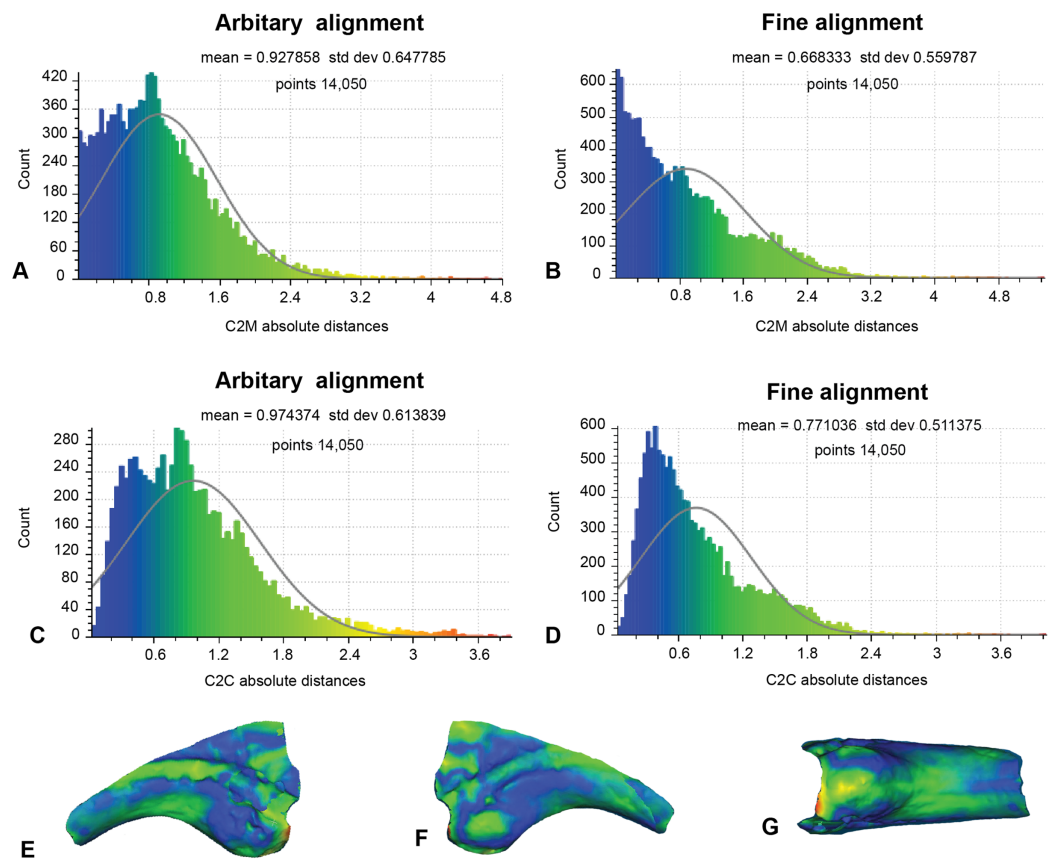 Arbitary alignment
mean = 0.927858 std dev 0.647785
points 14,050
420
360
300
240
180
120
60
0
Count
0.8
1.6
2.4
3.2
4
4.8
C2M absolute distances
A
Fine alignment
mean = 0.668333 std dev 0.559787
points 14,050
600
500
400
300
200
100
0
Count
0.8
1.6
2.4
3.2
4
4.8
C2M absolute distances
B
Arbitary alignment
mean = 0.974374 std dev 0.613839
points 14,050
280
240
200
160
120
80
40
0
Count
0.6
1.2
1.8
2.4
3
3.6
C2C absolute distances
C
Fine alignment
mean = 0.771036 std dev 0.511375
points 14,050
600
500
400
300
200
100
0
Count
0.6
1.2
1.8
2.4
3
3.6
C2C absolute distances
D
E
F
G